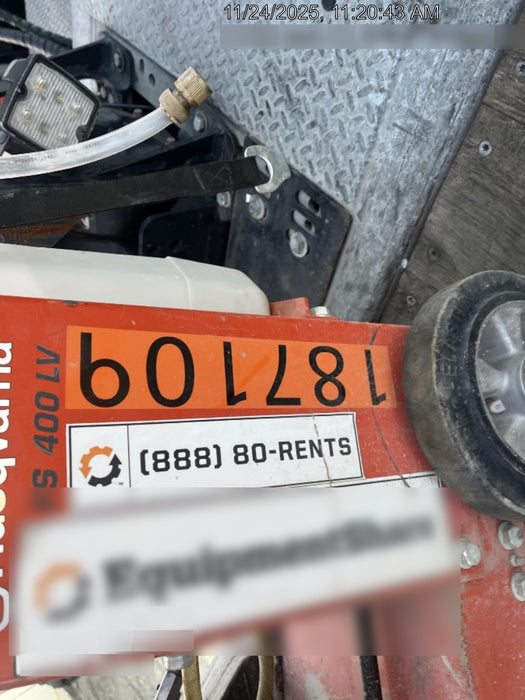 11/24/2025, 11:20:43 AM
187109
(888) 80-RENTS
S 400 LV